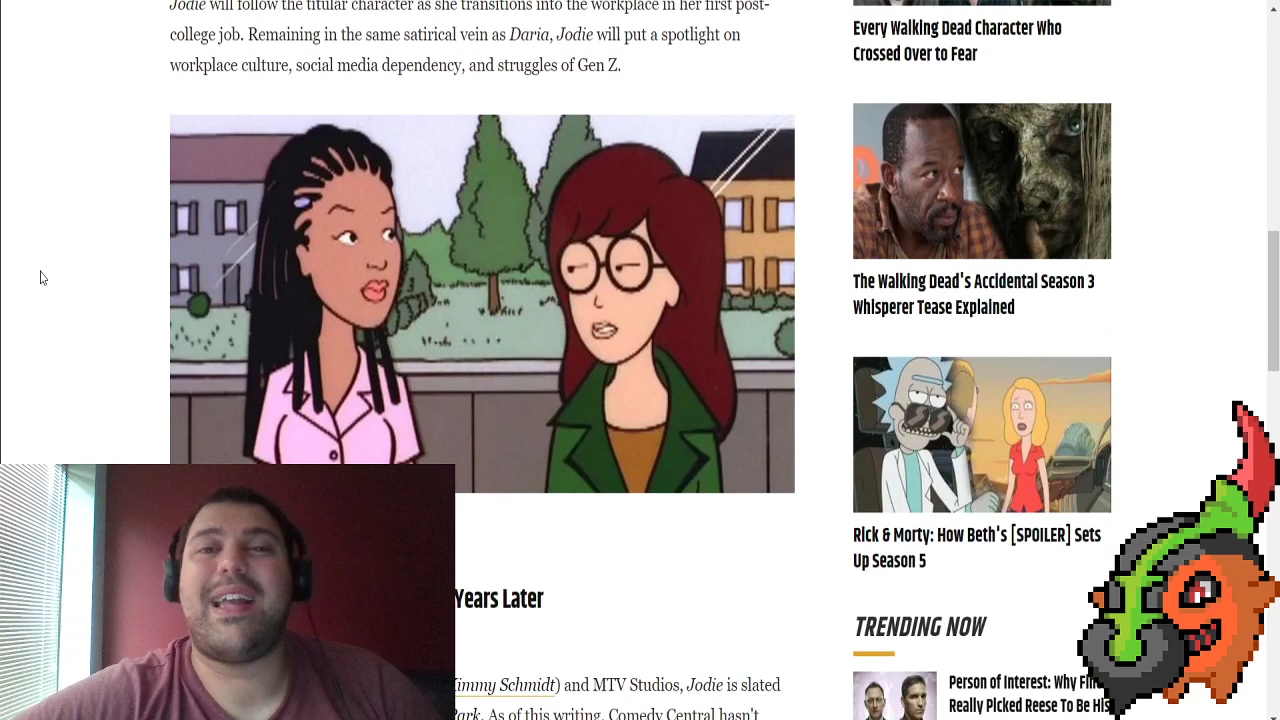 Jodie will follow the titular character as she transitions into the workplace in her first post-
college job. Remaining in the same satirical vein as Daria, Jodie will put a spotlight on
workplace culture, social media dependency, and struggles of Gen Z.
Years Later
Kimmy Schmidt) and MTV Studios, Jodie is slated
Park. As of this writing, Comedy Central hasn't
Every Walking Dead Character Who
Crossed Over to Fear
The Walking Dead's Accidental Season 3
Whisperer Tease Explained
Rick & Morty: How Beth's [SPOILER] Sets
Up Season 5
TRENDING NOW
Person of Interest: Why
Really Picked Reese To Be His